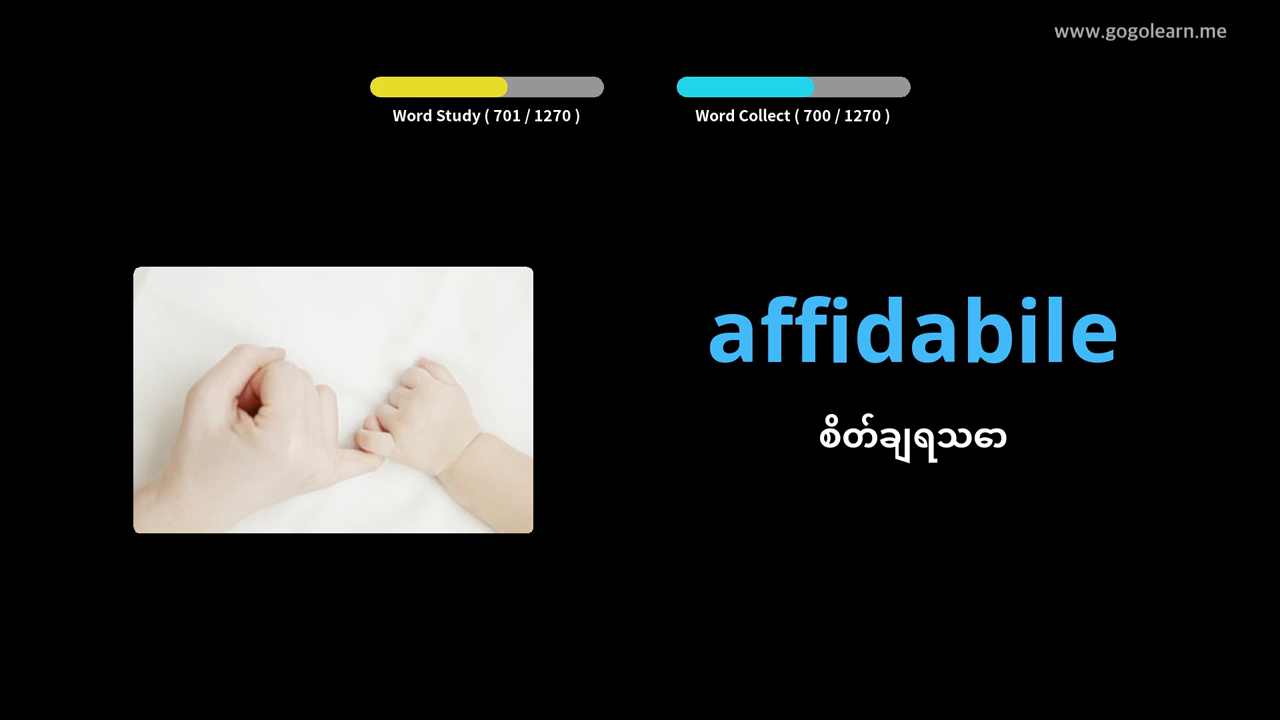 www.gogolearn.me
Word Study ( 701 / 1270 )
Word Collect ( 700 / 1270 )
affidabile
စိတ်ချရသော